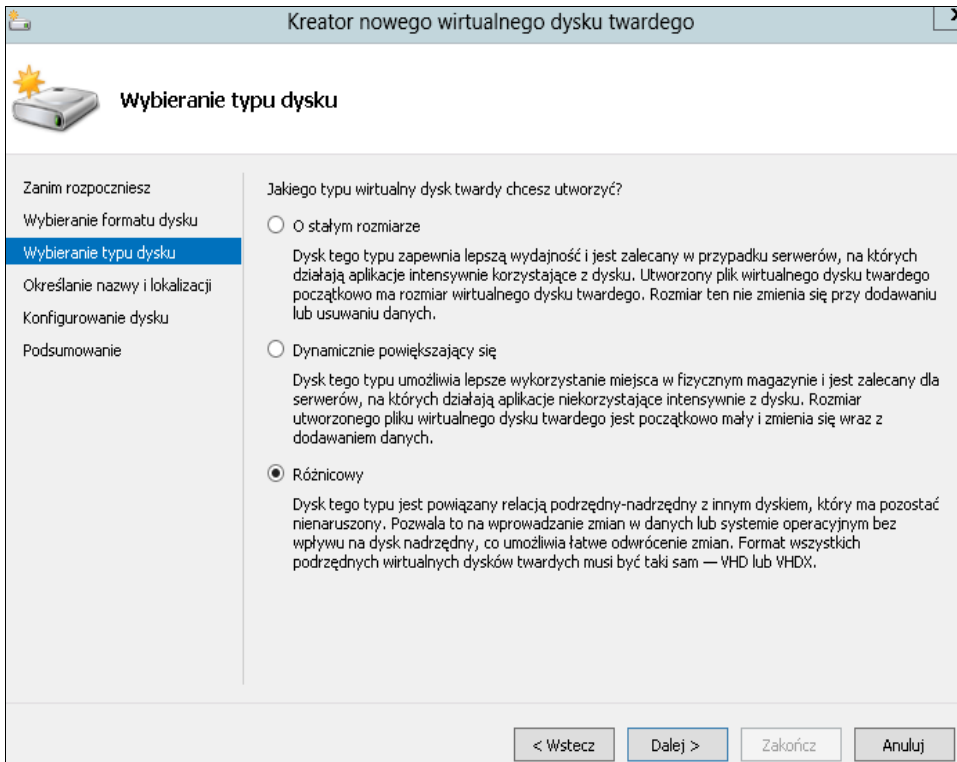 Kreator nowego wirtualnego dysku twardego
Wybieranie typu dysku
Zanim rozpoczniesz
Wybieranie formatu dysku
Wybieranie typu dysku
Określanie nazwy i lokalizacji
Konfigurowanie dysku
Podsumowanie
Jakiego typu wirtualny dysk twardy chcesz utworzyć?
O stałym rozmiarze
Dysk tego typu zapewnia lepszą wydajność i jest zalecany w przypadku serwerów, na których
działają aplikacje intensywnie korzystające z dysku. Utworzony plik wirtualnego dysku twardego
początkowo ma rozmiar wirtualnego dysku twardego. Rozmiar ten nie zmienia się przy dodawaniu
lub usuwaniu danych.
Dynamicznie powiększający się
Dysk tego typu umożliwia lepsze wykorzystanie miejsca w fizycznym magazynie i jest zalecany dla
serwerów, na których działają aplikacje niekorzystające intensywnie z dysku. Rozmiar
utworzonego pliku wirtualnego dysku twardego jest początkowo mały i zmienia się wraz z
dodawaniem danych.
Różnicowy
Dysk tego typu jest powiązany relacją podrzędny-nadrzędny z innym dyskiem, który ma pozostać
nienaruszony. Pozwala to na wprowadzanie zmian w danych lub systemie operacyjnym bez
wpływu na dysk nadrzędny, co umożliwia łatwe odwrócenie zmian. Format wszystkich
podrzędnych wirtualnych dysków twardych musi być taki sam — VHD lub VHDX.
< Wstecz
Dalej >
Zakończ
Anuluj